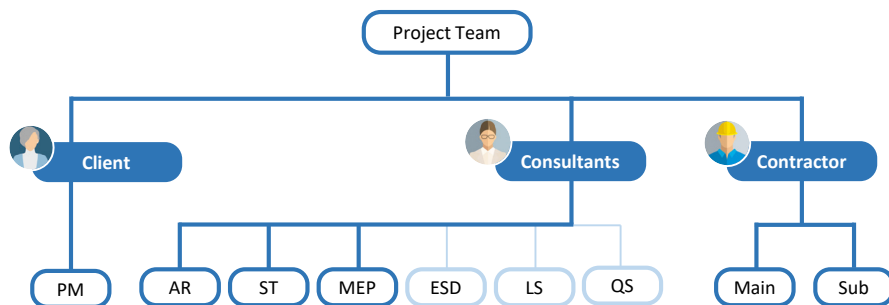 Project Team
Client
Consultants
Contractor
PM
AR
ST
MEP
ESD
LS
QS
Main
Sub